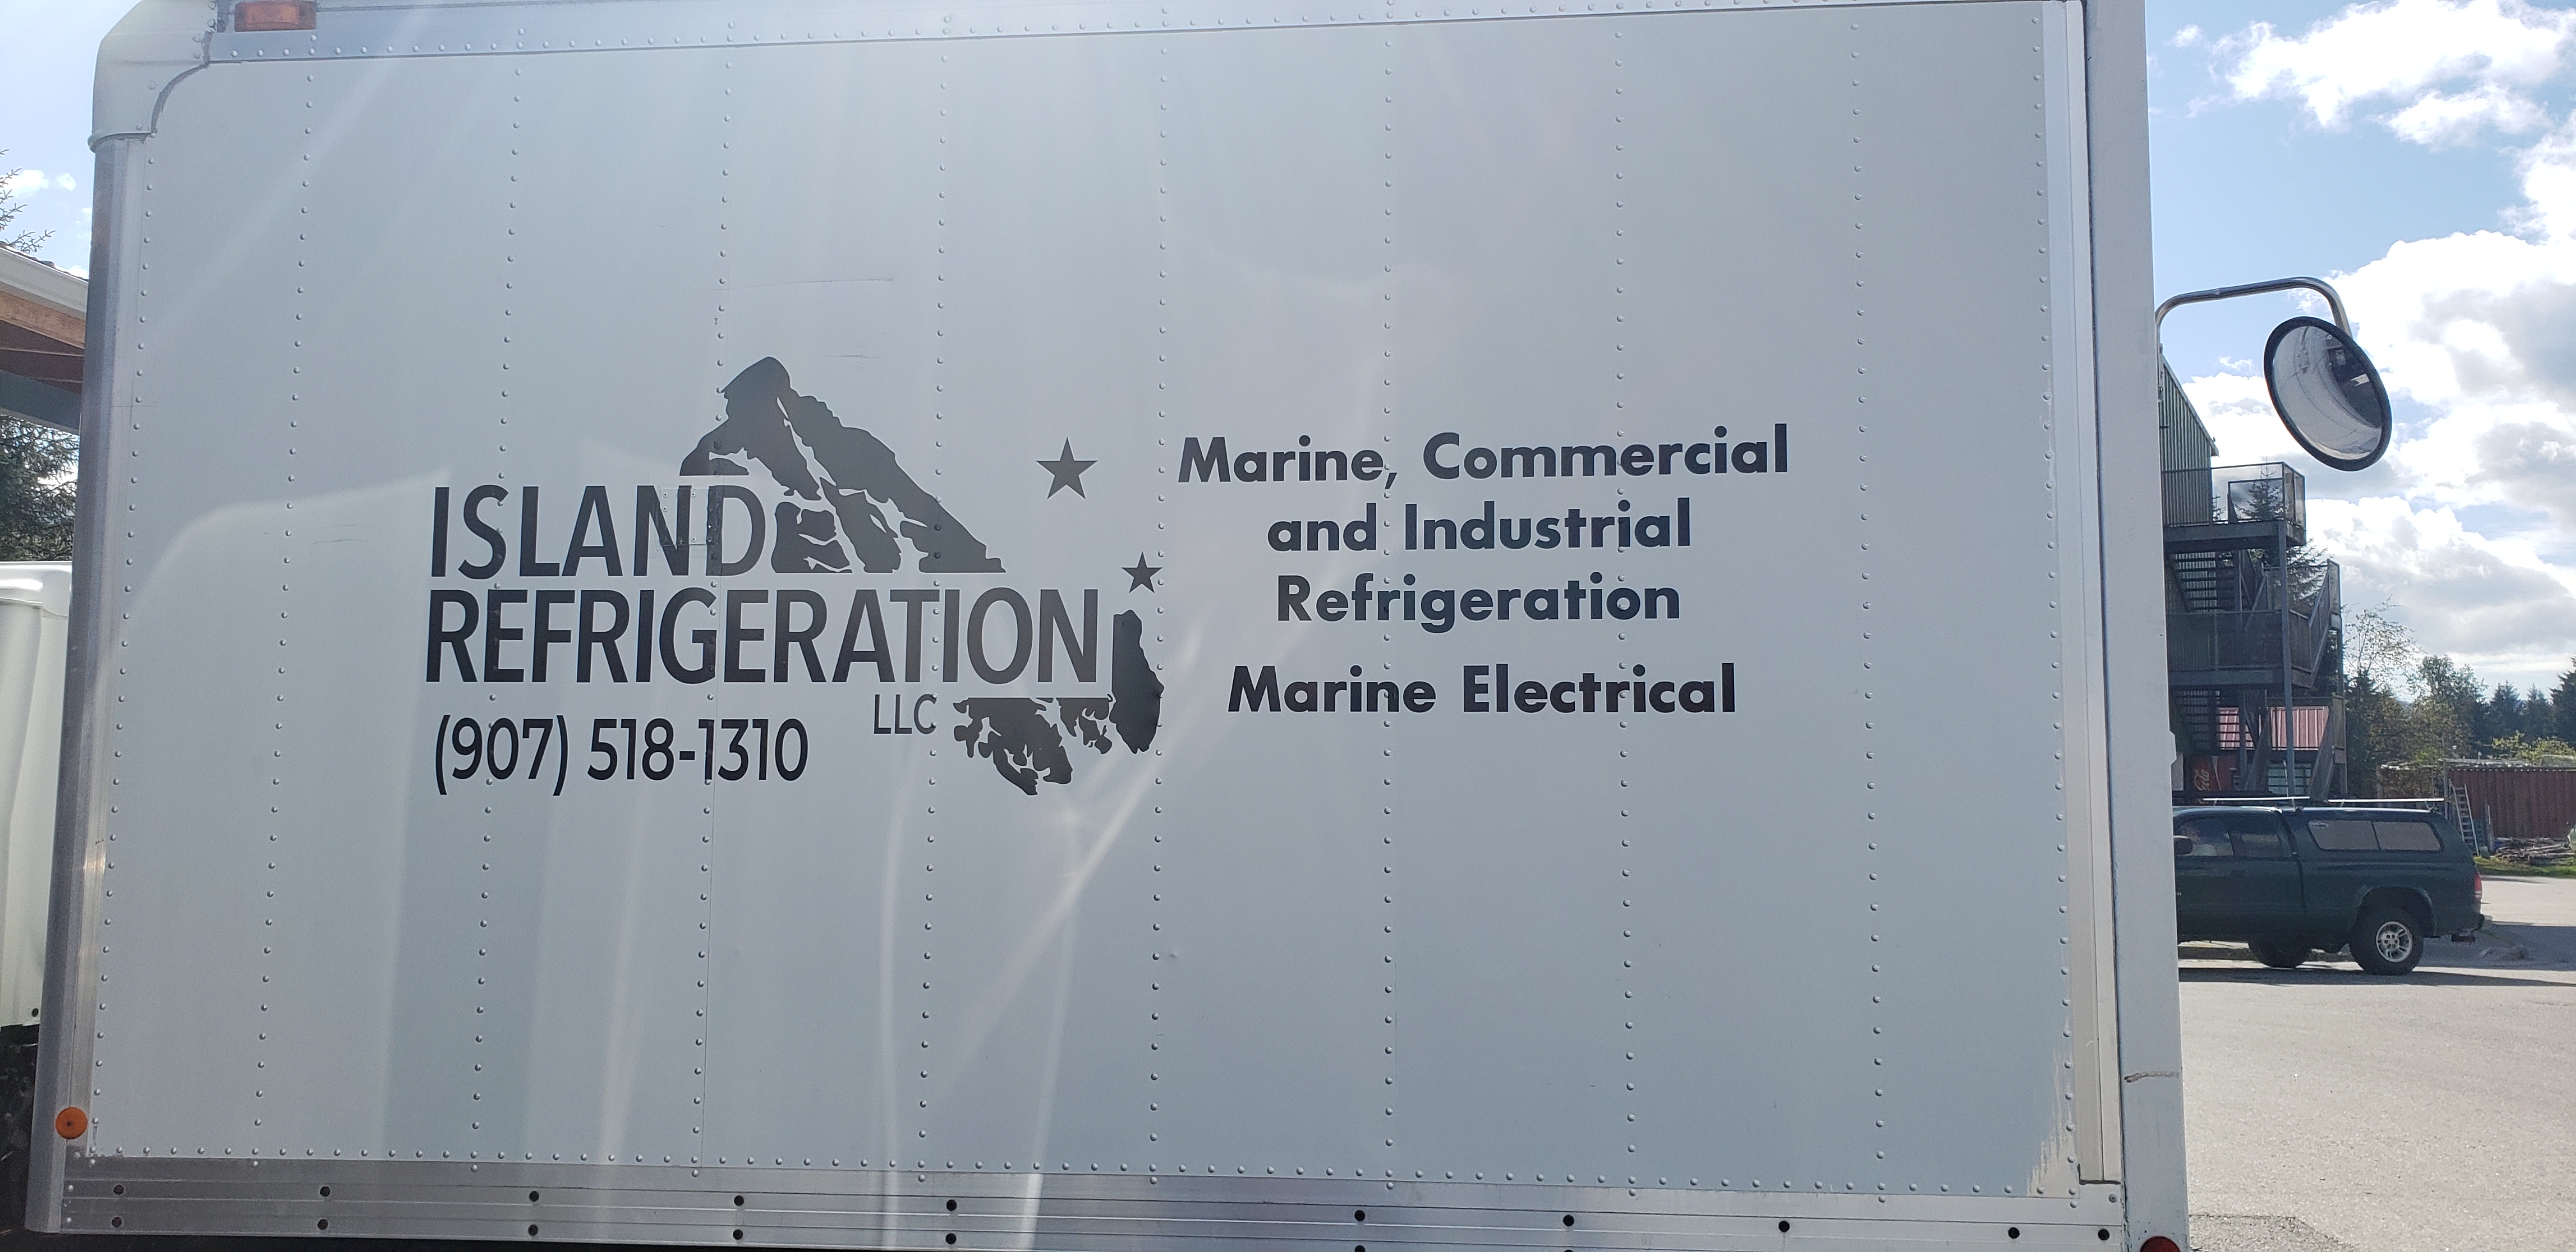 ISLAND
REFRIGERATION
LLC
(907) 518-1310
Marine, Commercial
and Industrial
Refrigeration
Marine Electrical